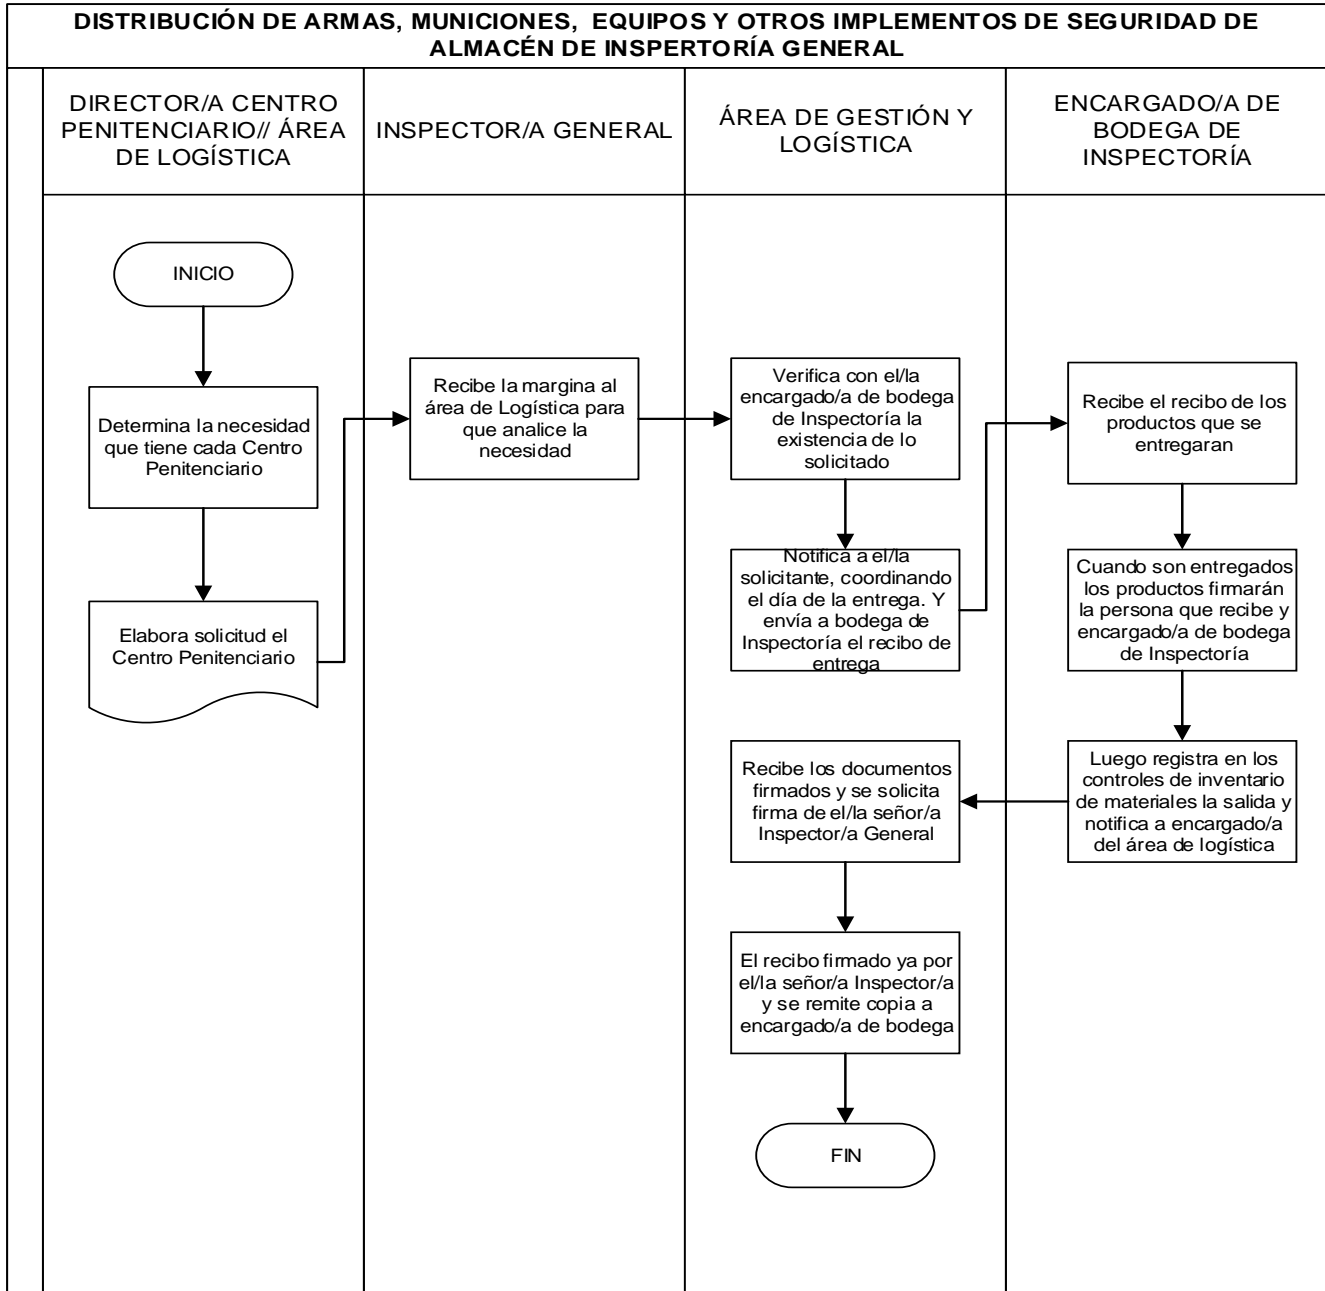 DISTRIBUCIÓN DE ARMAS, MUNICIONES, EQUIPOS Y OTROS IMPLEMENTOS DE SEGURIDAD DE
ALMACÉN DE INSPERTORÍA GENERAL
DIRECTOR/A CENTRO
PENITENCIARIO// ÁREA
DE LOGÍSTICA
INSPECTOR/A GENERAL
ÁREA DE GESTIÓN Y
LOGÍSTICA
ENCARGADO/A DE
BODEGA DE
INSPECTORÍA
INICIO
Determina la necesidad
que tiene cada Centro
Penitenciario
Elabora solicitud el
Centro Penitenciario
Recibe la margina al
área de Logística para
que analice la
necesidad
Verifica con el/la
encargado/a de bodega
de Inspectoría la
existencia de lo
solicitado
Notifica a el/la
solicitante, coordinando
el día de la entrega. Y
envía a bodega de
Inspectoría el recibo de
entrega
Recibe el recibo de los
productos que se
entregaran
Cuando son entregados
los productos firmarán
la persona que recibe y
encargado/a de bodega
de Inspectoría
Luego registra en los
controles de inventario
de materiales la salida y
notifica a encargado/a
del área de logística
Recibe los documentos
firmados y se solicita
firma de el/la señor/a
Inspector/a General
El recibo firmado ya por
el/la señor/a Inspector/a
y se remite copia a
encargado/a de bodega
FIN